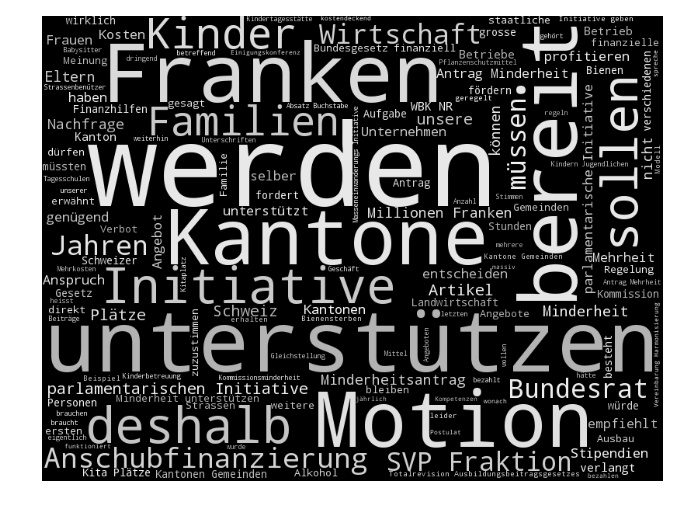 wirklich
Kindertagesstätte
kostendeckend
staatliche
Initiative geben
Frauen
Kosten
Kinder
Wirtschaft
grosse
gehört
Betrieb
Babysitter
betreffend
Einigungskonferenz
Bundesgesetz
finanziell
finanzielle
Meinung
dringend
Franken
Betriebe
Pflanzenschutzmittel
profitieren
Eltern
Antrag Minderheit
Bienen
Strassenbenützer
haben
gesagt
Absatz Buchstabe
WBK NR
fördern
geregelt
verschiedenen
spreche
Finanzhilfen
Familien
Aufgabe
unsere
können
müssen
bereit
sollen
nicht
Nachfrage
Unternehmen
regeln
Modell
Kanton
weiterhin
Unterschriften
Masseneinwanderungs Initiative
parlamentarische Initiative
dürfen
werden
Kindern Jugendlichen
müssten
Familie
selber
Antrag
Tagesschulen
unserer
fordert
Anzahl
Stimmen
erwähnt
Verbot
unterstützt
Millionen Franken
Gemeinden
genügend
Angebot
Kantone
Stunden
mehrere
Jahren
Mehrheit
Schweizer
Kantone Gemeinden
Regelung
Mehrkosten
Kitaplatz
Geschäft
entscheiden
massiv
Antrag Mehrheit
Anspruch
Initiative
Artikel
Kommission
Gesetz
heisst
direkt
Schweiz
Kantonen
Landwirtschaft
Minderheit
Beiträge
Plätze
erhalten
Bienensterben
letzten
Angebote
unterstützen
zuzustimmen
Gleichstellung
Mittel
Angeboten
vollen
besteht
Vereinbarung Harmonisierung
Beispiel
Kinderbetreuung
Kommissionsminderheit
Minderheitsantrag
bezahlt
hatte
parlamentarischen Initiative
bleiben
Bundesrat
Personen
Minderheit unterstützen
jährlich
Kompetenzen
wonach
würde
brauchen
Strassen
weitere
Motion
braucht
deshalb
leider
Postulat
empfiehlt
ersten
eigentlich
Ausbau
funktioniert
Wurde
Anschubfinanzierung
SVP Fraktion
Stipendien
verlangt
Kita Plätze
Kantonen Gemeinden
Alkohol
Totalrevision Ausbildungsbeitragsgesetzes
bezahlen